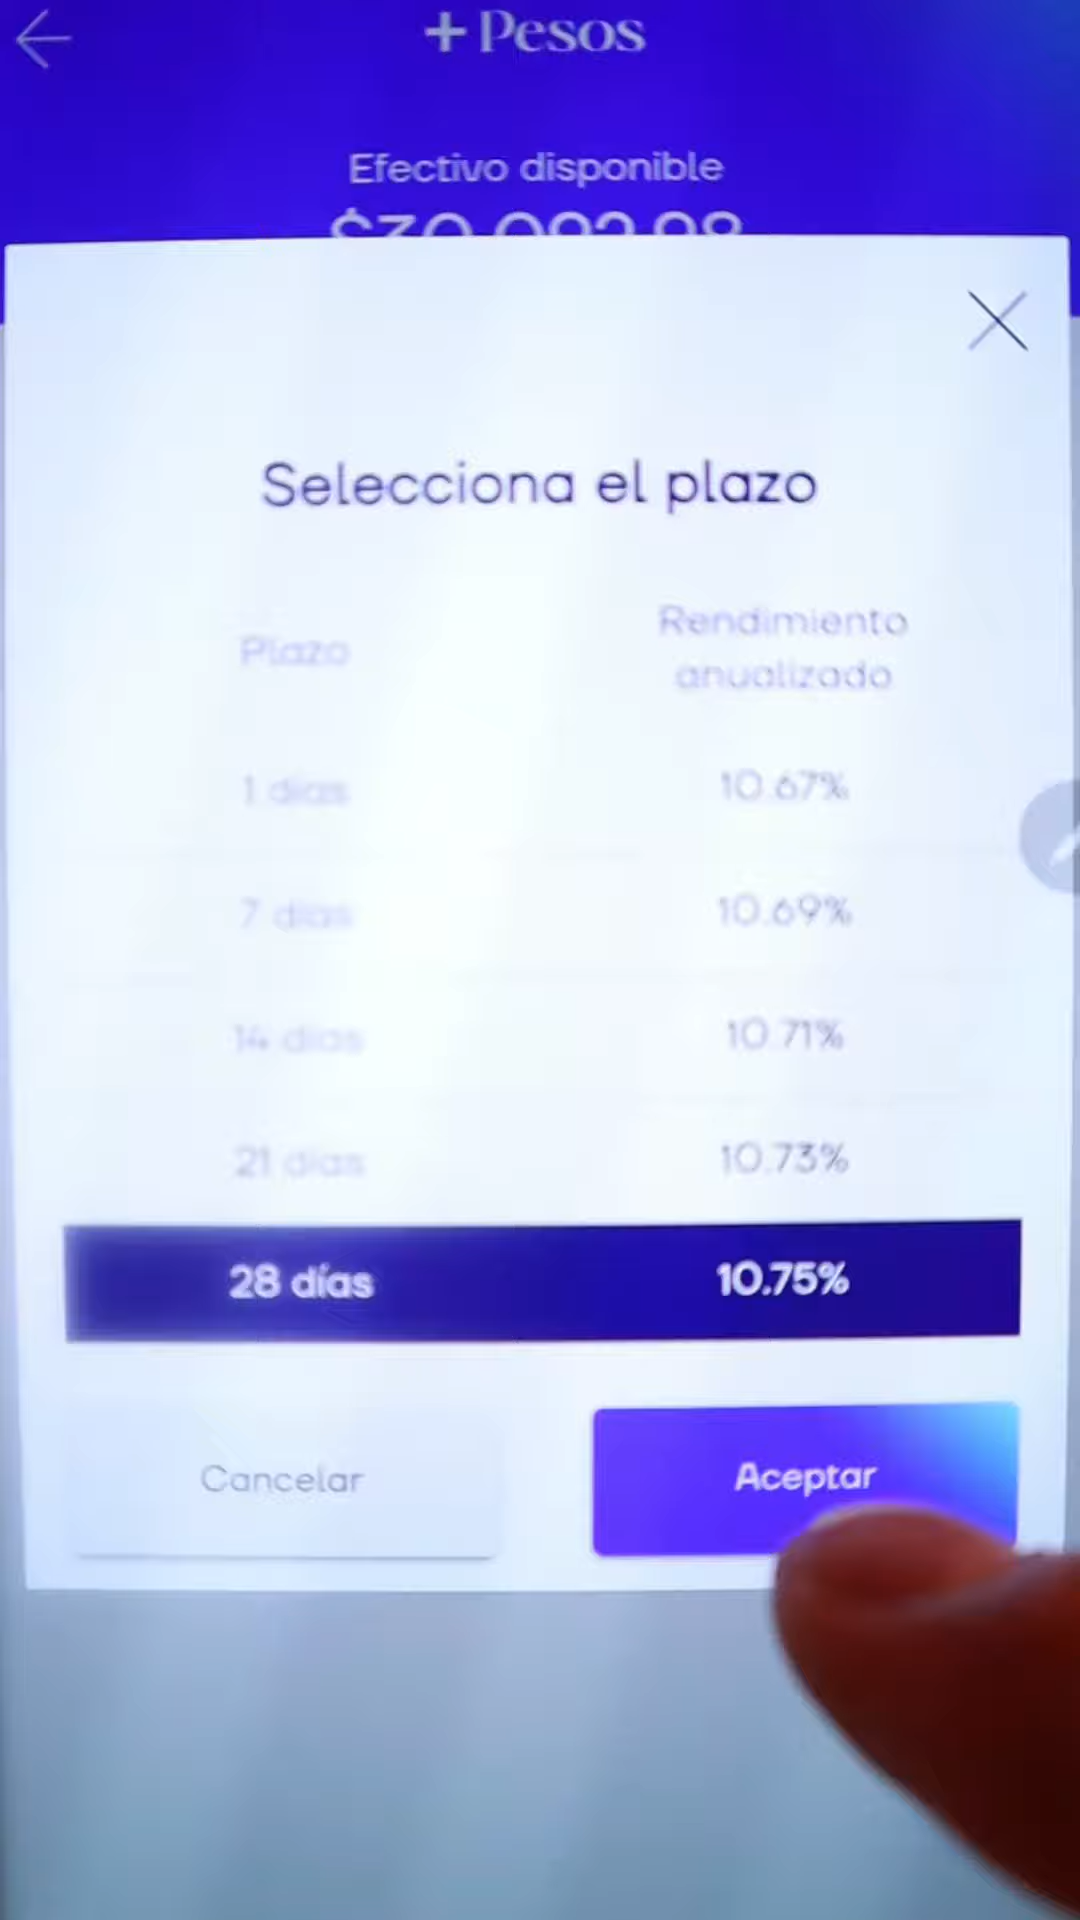 +Pesos
Efectivo disponible
Selecciona el plazo
Plazo
Rendimiento
anualizado
1 días 10.67%
7 días 10.69%
14 días 10.71%
21 días 10.73%
28 días 10.75%
Cancelar
Aceptar